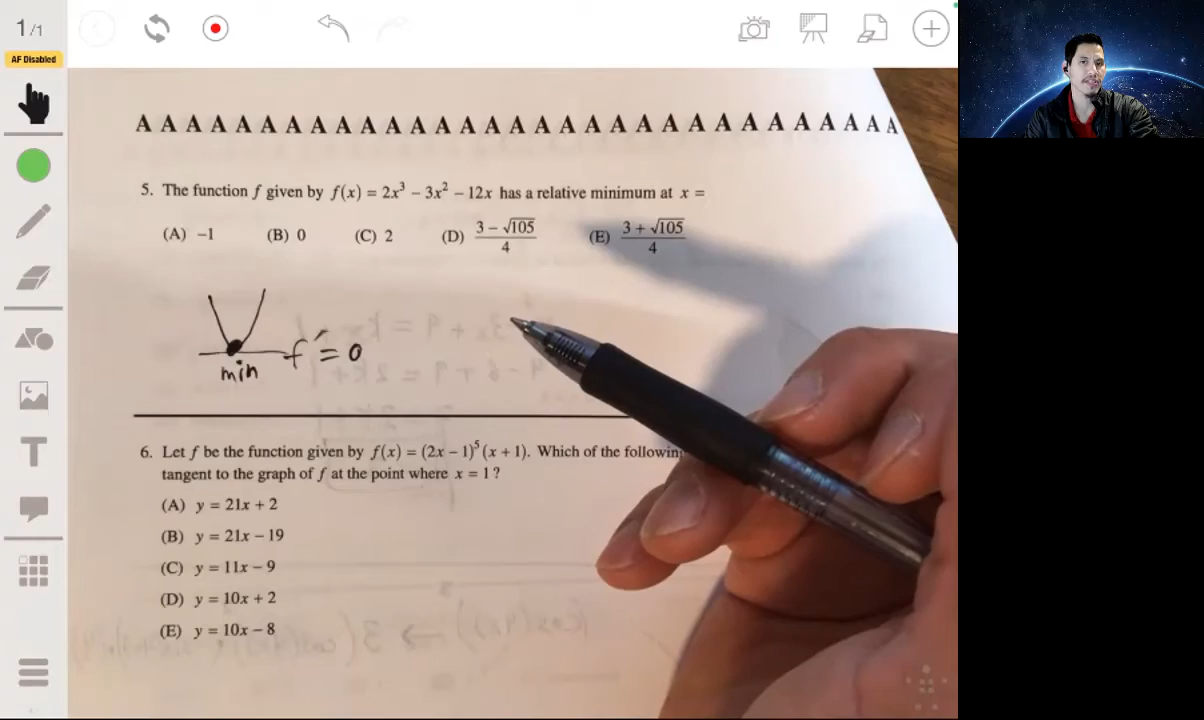 1/1
AF Disabled
A A A A A A A A A A A A A A A A A A A A A A A A A A A A A A A
5. The function f given by f(x) = 2x³ − 3x² − 12x has a relative minimum at x =
(A) −1 (B) 0 (C) 2 (D) (3 − √105)/4 (E) (3 + √105)/4
min f′ = 0
6. Let f be the function given by f(x) = (2x − 1)⁵(x + 1). Which of the following
tangent to the graph of f at the point where x = 1?
(A) y = 21x + 2
(B) y = 21x − 19
(C) y = 11x − 9
(D) y = 10x + 2
(E) y = 10x − 8
T